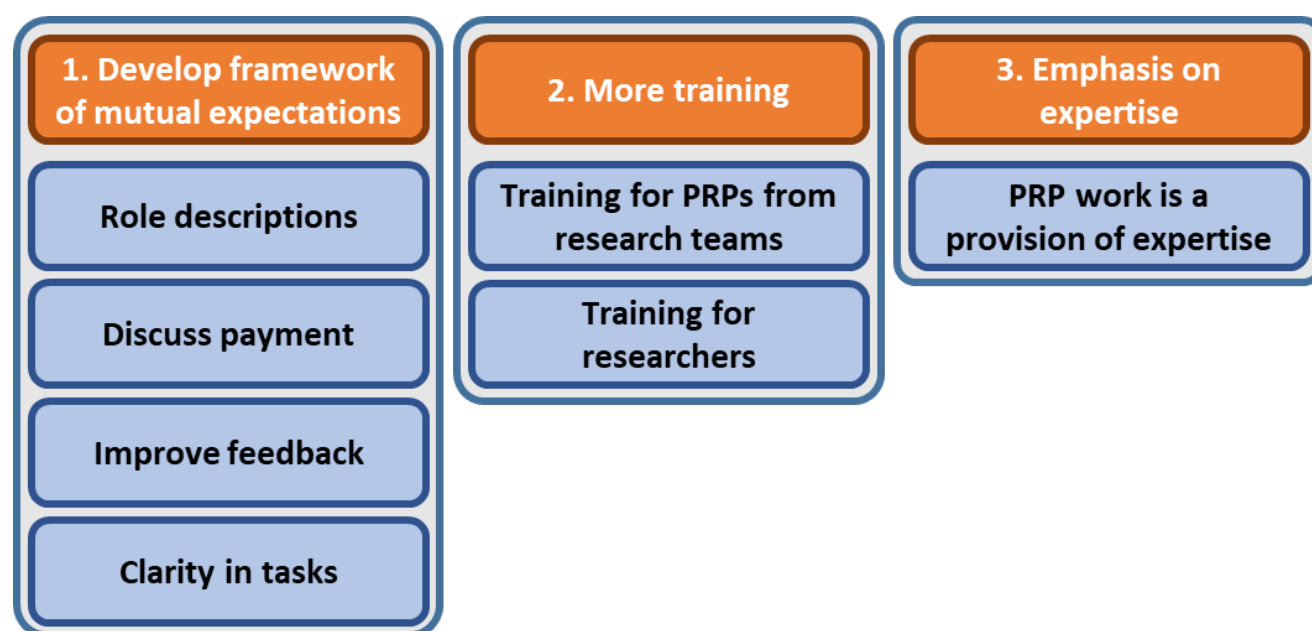 1. Develop framework
of mutual expectations
Role descriptions
Discuss payment
Improve feedback
Clarity in tasks
2. More training
Training for PRPs from
research teams
Training for
researchers
3. Emphasis on
expertise
PRP work is a
provision of expertise